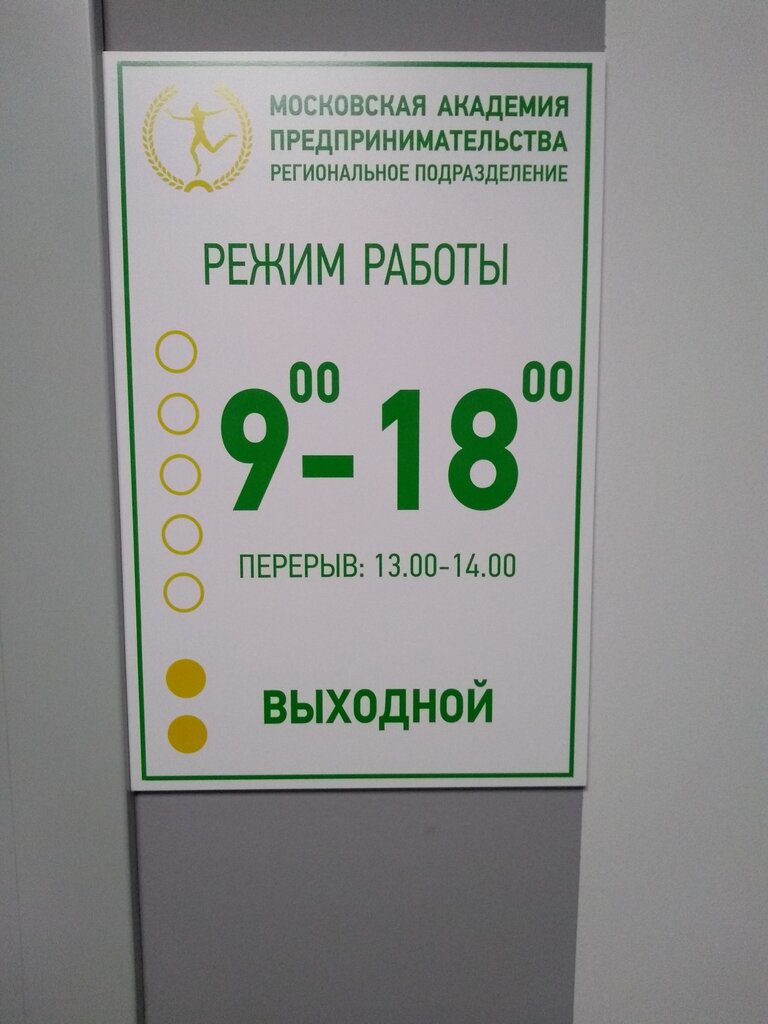 МОСКОВСКАЯ АКАДЕМИЯ
ПРЕДПРИНИМАТЕЛЬСТВА
РЕГИОНАЛЬНОЕ ПОДРАЗДЕЛЕНИЕ
РЕЖИМ РАБОТЫ
9⁰⁰-18⁰⁰
ПЕРЕРЫВ: 13.00-14.00
ВЫХОДНОЙ